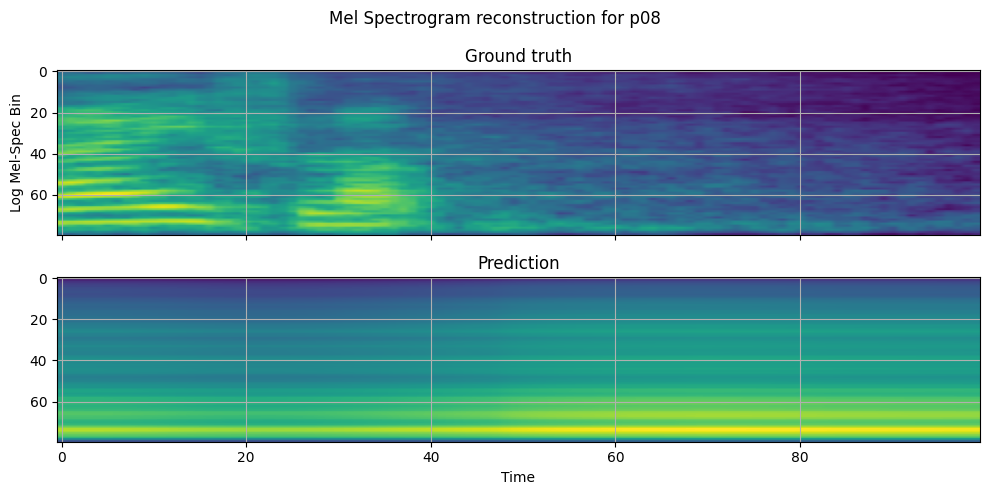 Mel Spectrogram reconstruction for p08
Ground truth
0
20
40
60
Log Mel-Spec Bin
Prediction
0
20
40
60
0 20 40 60 80
Time